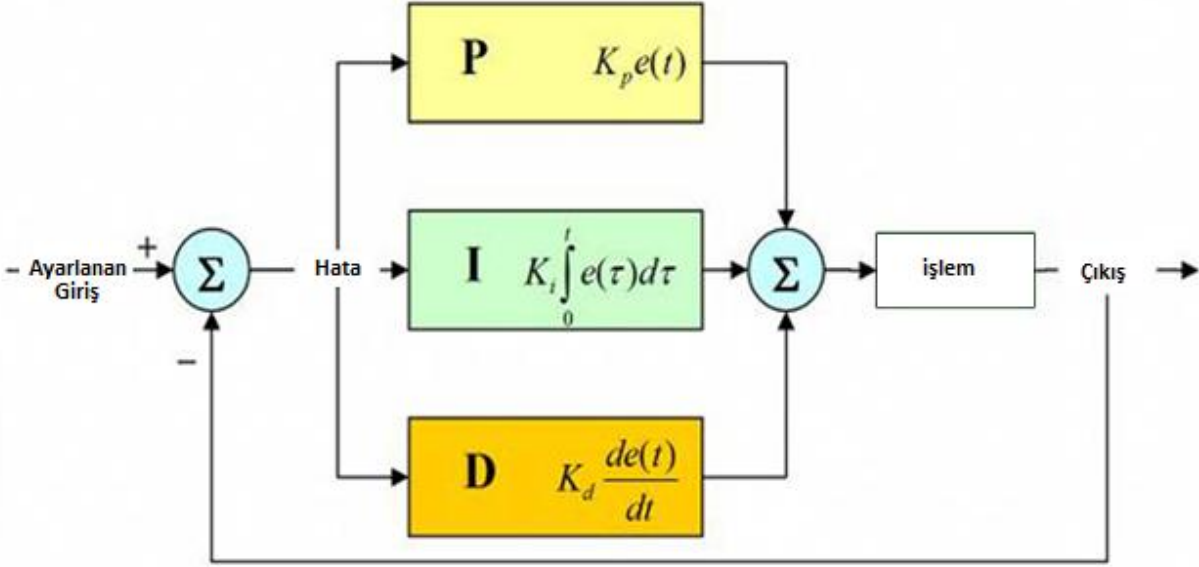 P K_p e(t)
+
– Ayarlanan
Giriş
Σ
Hata
I K_i ∫_0^t e(τ)dτ
Σ
işlem
Çıkış
–
D K_d de(t)/dt